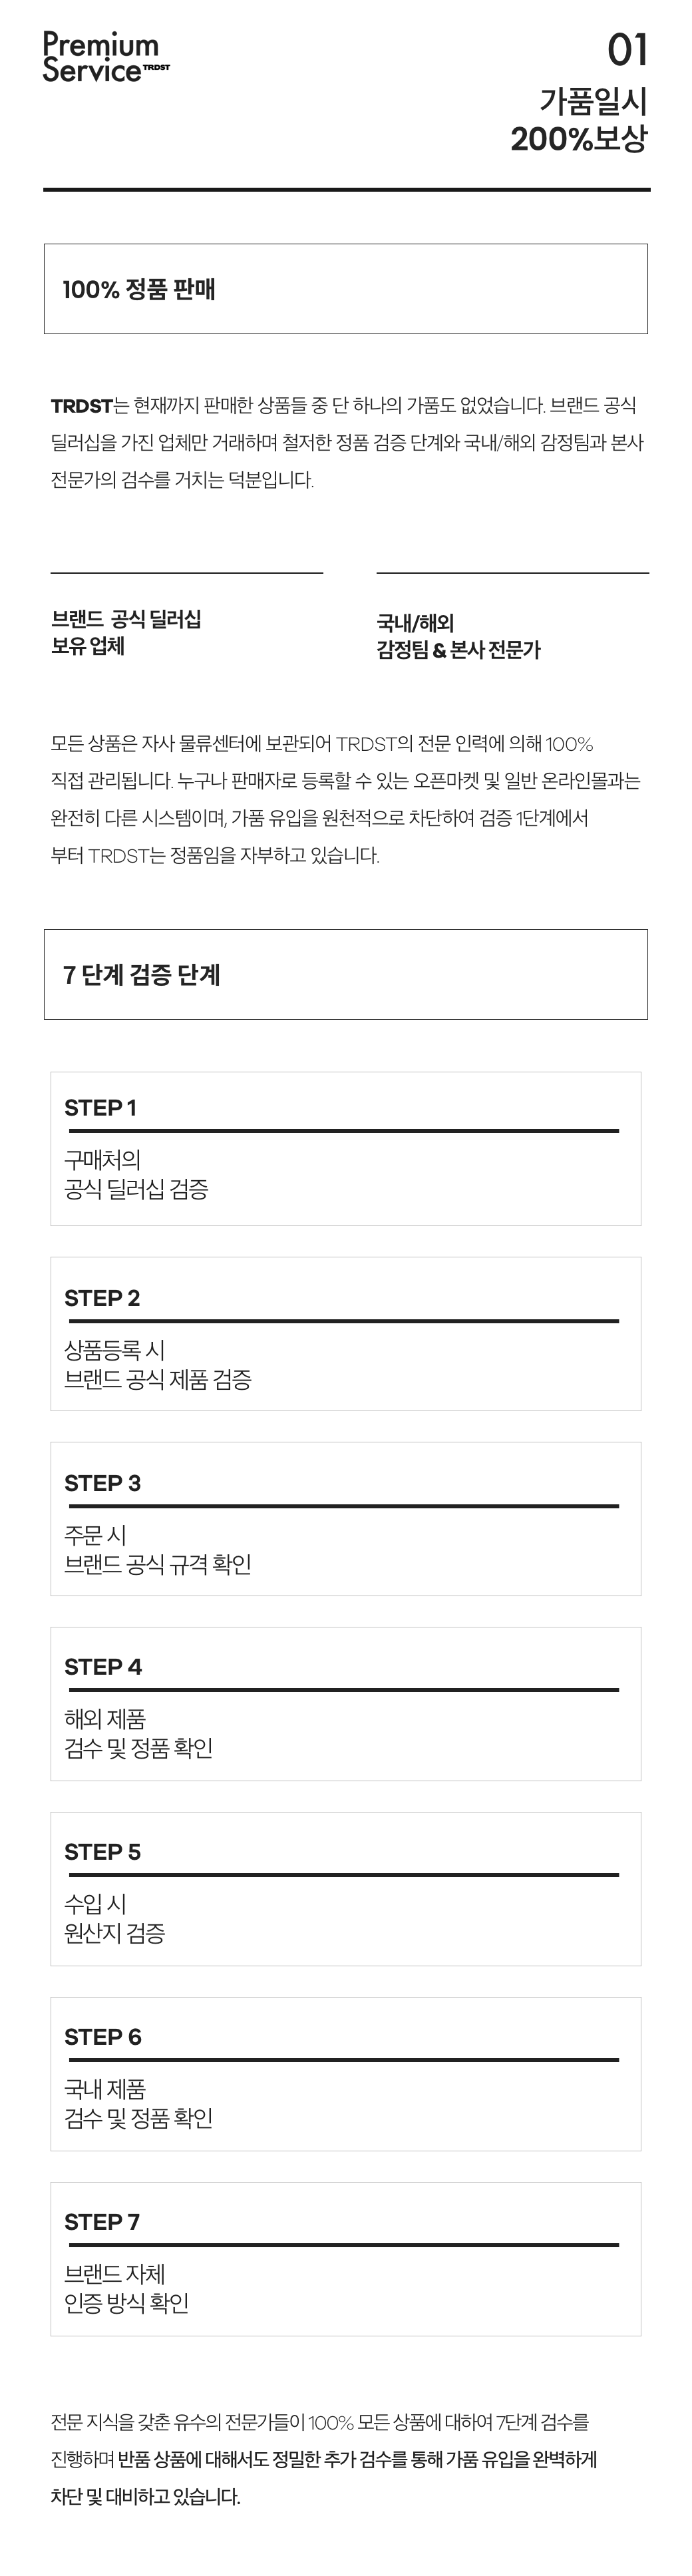 Premium
Service TRDST
01
가품일시
200%보상
100% 정품 판매
TRDST는 현재까지 판매한 상품들 중 단 하나의 가품도 없었습니다. 브랜드 공식
딜러십을 가진 업체만 거래하며 철저한 정품 검증 단계와 국내/해외 감정팀과 본사
전문가의 검수를 거치는 덕분입니다.
브랜드 공식 딜러십
보유 업체
국내/해외
감정팀 & 본사 전문가
모든 상품은 자사 물류센터에 보관되어 TRDST의 전문 인력에 의해 100%
직접 관리됩니다. 누구나 판매자로 등록할 수 있는 오픈마켓 및 일반 온라인몰과는
완전히 다른 시스템이며, 가품 유입을 원천적으로 차단하여 검증 1단계에서
부터 TRDST는 정품임을 자부하고 있습니다.
7 단계 검증 단계
STEP 1
구매처의
공식 딜러십 검증
STEP 2
상품등록 시
브랜드 공식 제품 검증
STEP 3
주문 시
브랜드 공식 규격 확인
STEP 4
해외 제품
검수 및 정품 확인
STEP 5
수입 시
원산지 검증
STEP 6
국내 제품
검수 및 정품 확인
STEP 7
브랜드 자체
인증 방식 확인
전문 지식을 갖춘 유수의 전문가들이 100% 모든 상품에 대하여 7단계 검수를
진행하며 반품 상품에 대해서도 정밀한 추가 검수를 통해 가품 유입을 완벽하게
차단 및 대비하고 있습니다.